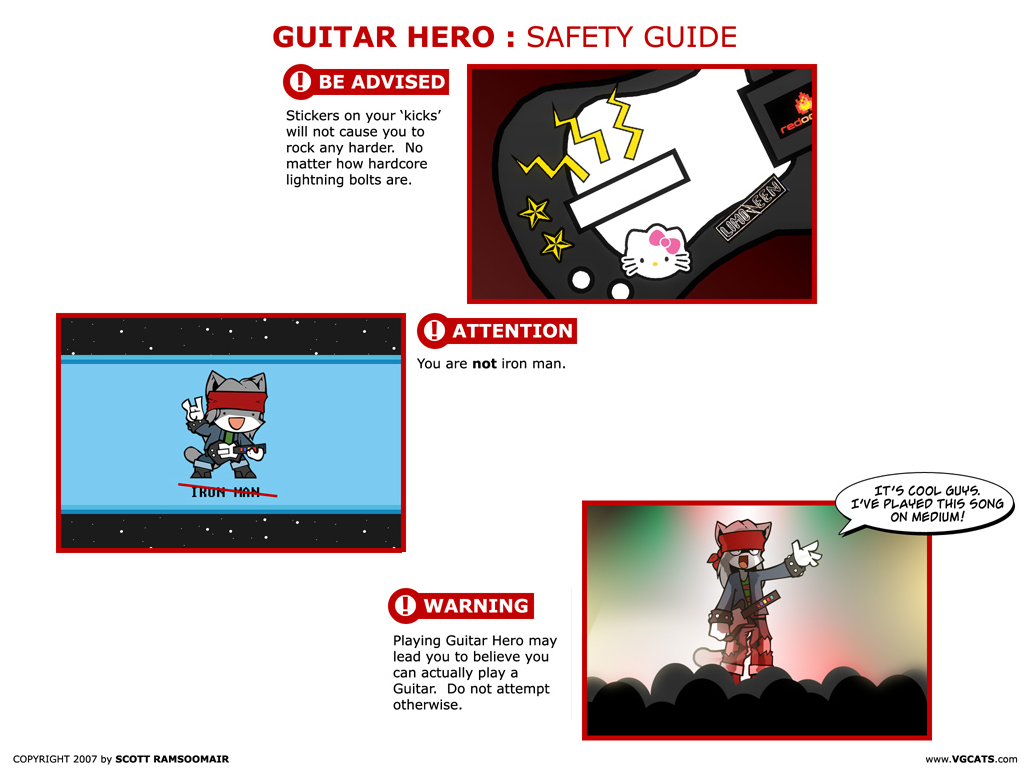 GUITAR HERO : SAFETY GUIDE
! BE ADVISED
Stickers on your ‘kicks’
will not cause you to
rock any harder.  No
matter how hardcore
lightning bolts are.
! ATTENTION
You are not iron man.
IRON MAN
IT'S COOL GUYS.
I'VE PLAYED THIS SONG
ON MEDIUM!
! WARNING
Playing Guitar Hero may
lead you to believe you
can actually play a
Guitar.  Do not attempt
otherwise.
COPYRIGHT 2007 by SCOTT RAMSOOMAIR
www.VGCATS.com